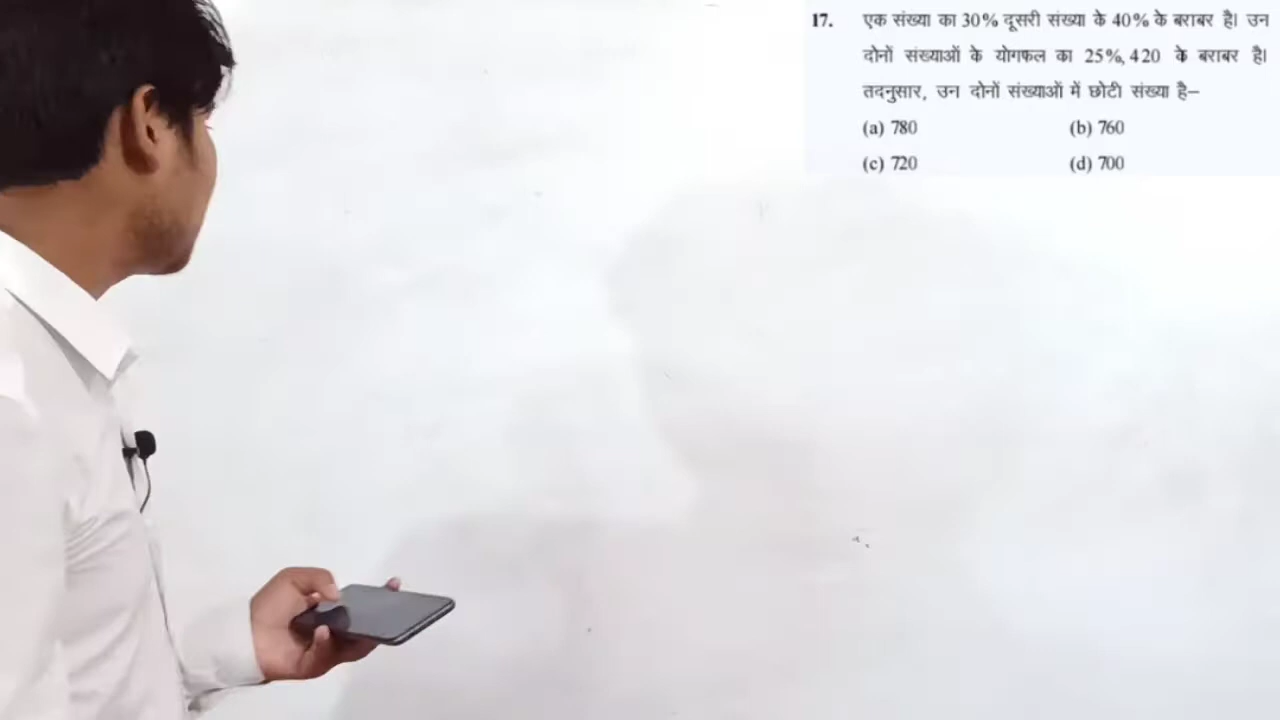 17. एक संख्या का 30% दूसरी संख्या के 40% के बराबर है। उन
दोनों संख्याओं के योगफल का 25%, 420 के बराबर है।
तदनुसार, उन दोनों संख्याओं में छोटी संख्या है–
(a) 780 (b) 760
(c) 720 (d) 700